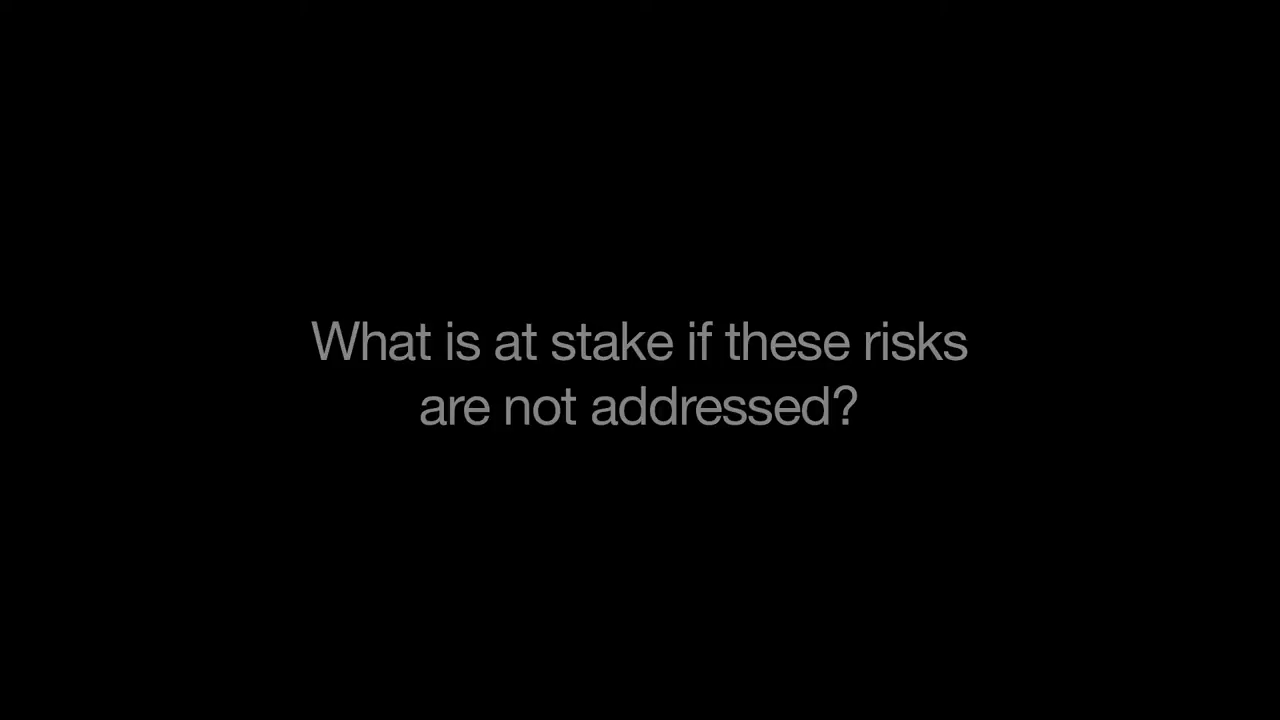 What is at stake if these risks
are not addressed?